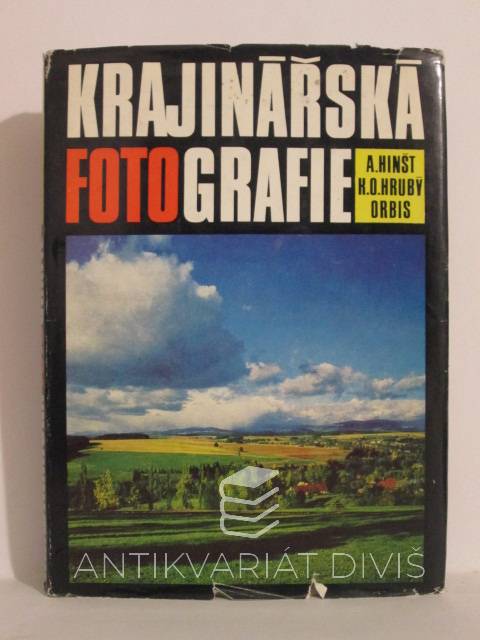 KRAJINÁŘSKÁ
FOTOGRAFIE
A.HINŠT
K.O.HRUBÝ
ORBIS
ANTIKVARIÁT DIVIŠ